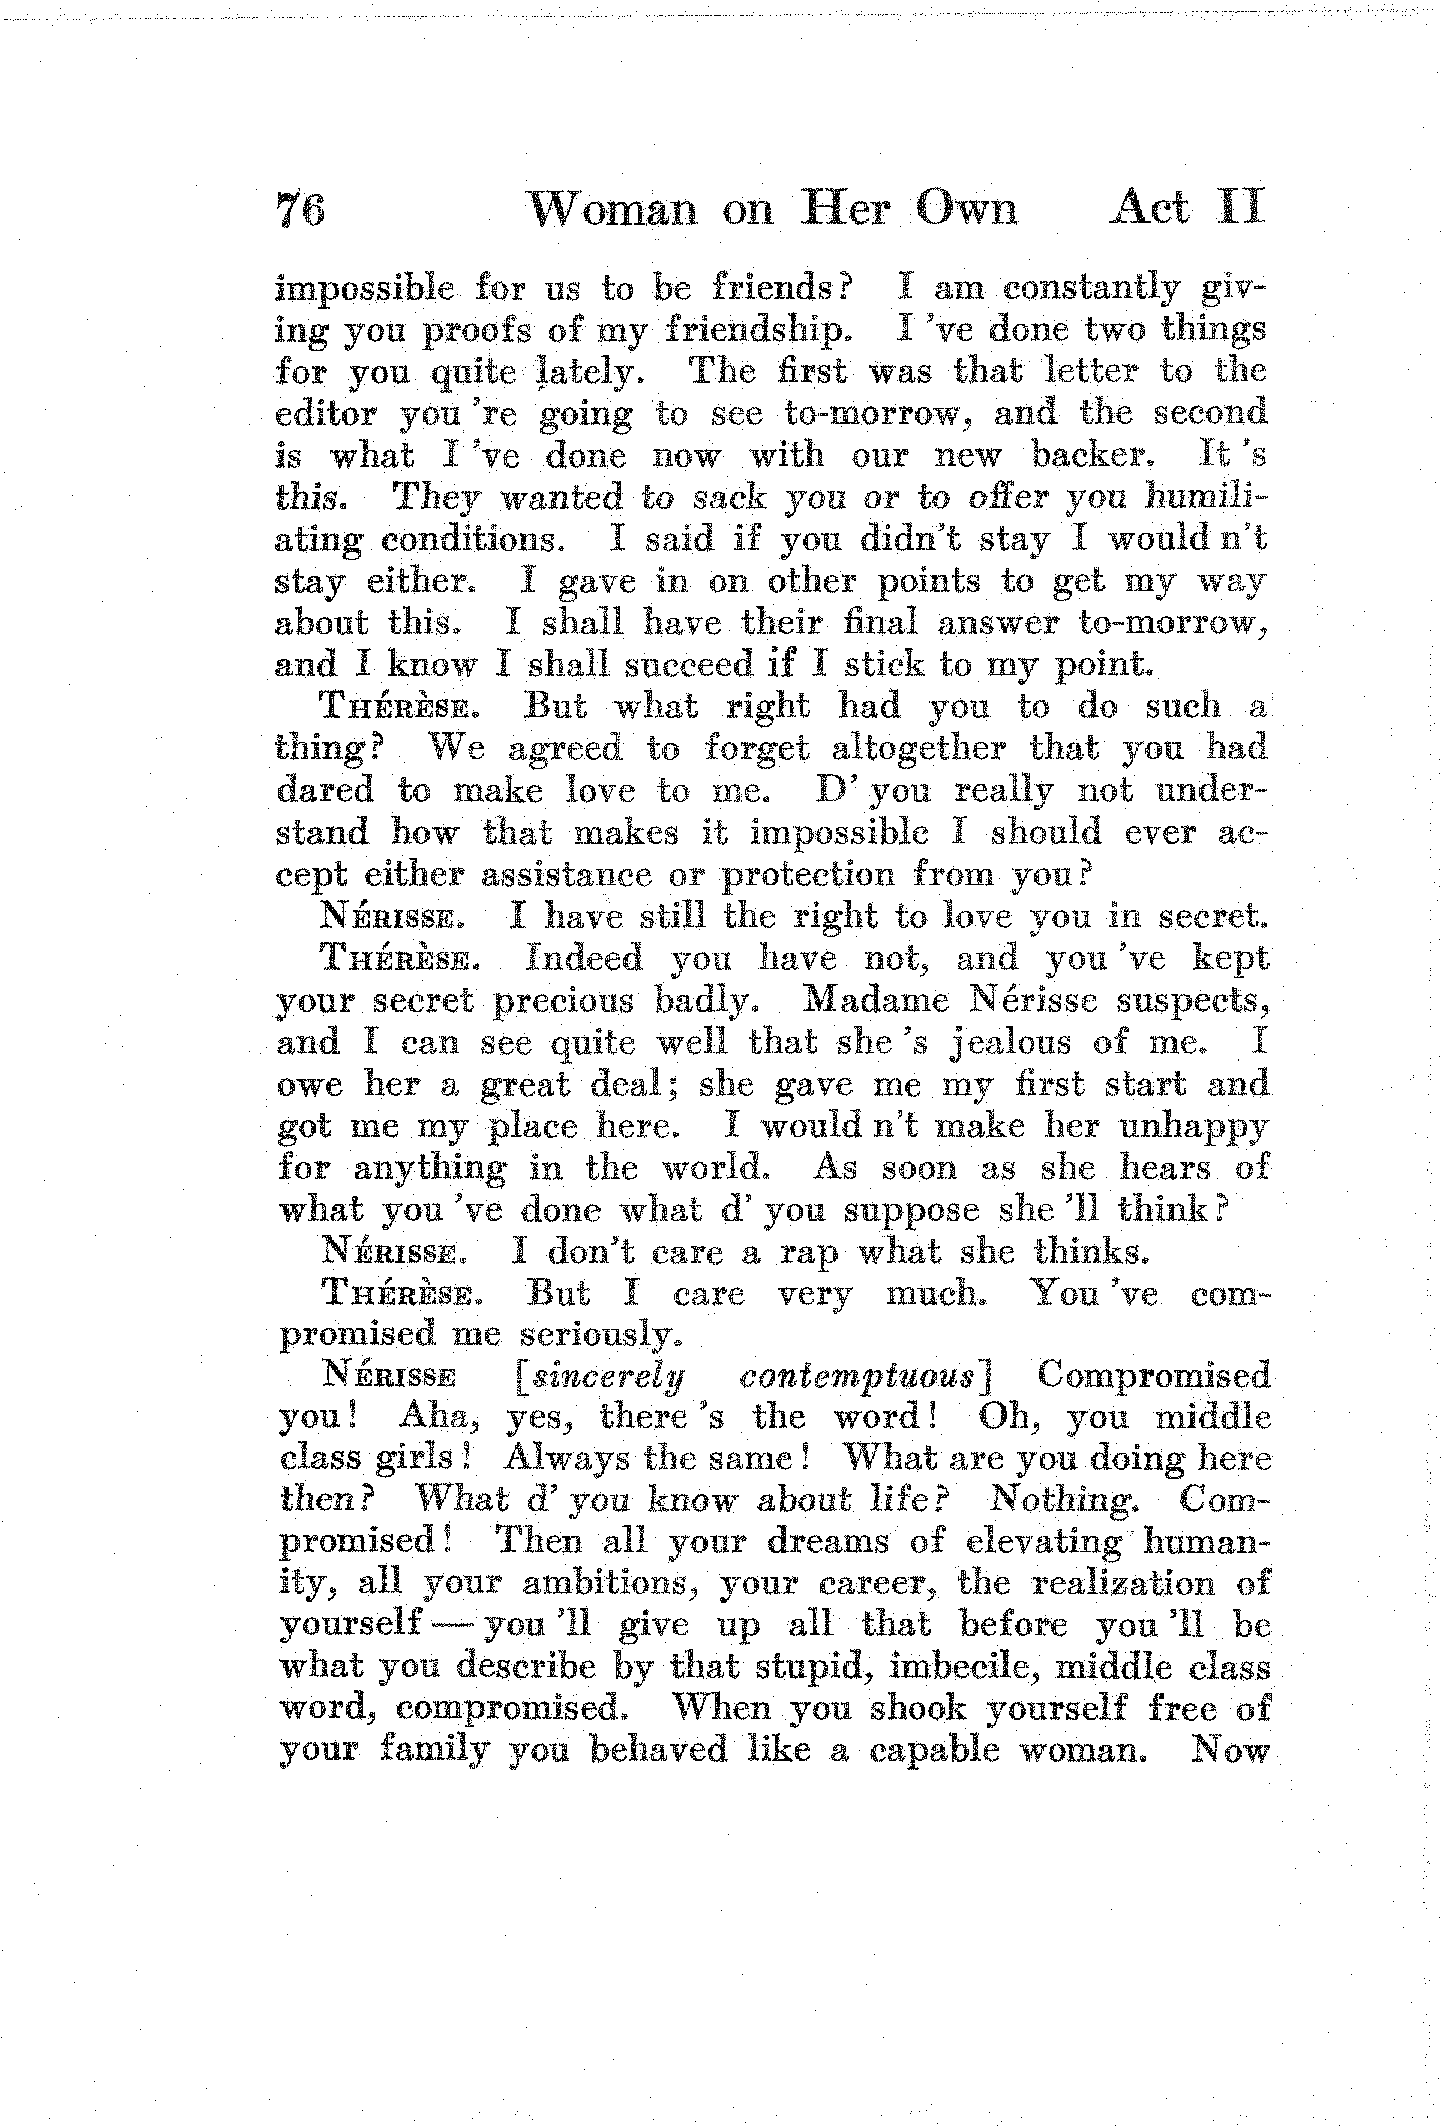 76 Woman on Her Own Act II
impossible for us to be friends? I am constantly giv-
ing you proofs of my friendship. I 've done two things
for you quite lately. The first was that letter to the
editor you 're going to see to-morrow, and the second
is what I 've done now with our new backer. It 's
this. They wanted to sack you or to offer you humili-
ating conditions. I said if you didn't stay I would n't
stay either. I gave in on other points to get my way
about this. I shall have their final answer to-morrow,
and I know I shall succeed if I stick to my point.
THÉRÈSE. But what right had you to do such a
thing? We agreed to forget altogether that you had
dared to make love to me. D' you really not under-
stand how that makes it impossible I should ever ac-
cept either assistance or protection from you?
NÉRISSE. I have still the right to love you in secret.
THÉRÈSE. Indeed you have not, and you 've kept
your secret precious badly. Madame Nérisse suspects,
and I can see quite well that she 's jealous of me. I
owe her a great deal; she gave me my first start and
got me my place here. I would n't make her unhappy
for anything in the world. As soon as she hears of
what you 've done what d' you suppose she 'll think?
NÉRISSE. I don't care a rap what she thinks.
THÉRÈSE. But I care very much. You 've com-
promised me seriously.
NÉRISSE [sincerely contemptuous] Compromised
you! Aha, yes, there 's the word! Oh, you middle
class girls! Always the same! What are you doing here
then? What d' you know about life? Nothing. Com-
promised! Then all your dreams of elevating human-
ity, all your ambitions, your career, the realization of
yourself — you 'll give up all that before you 'll be
what you describe by that stupid, imbecile, middle class
word, compromised. When you shook yourself free of
your family you behaved like a capable woman. Now